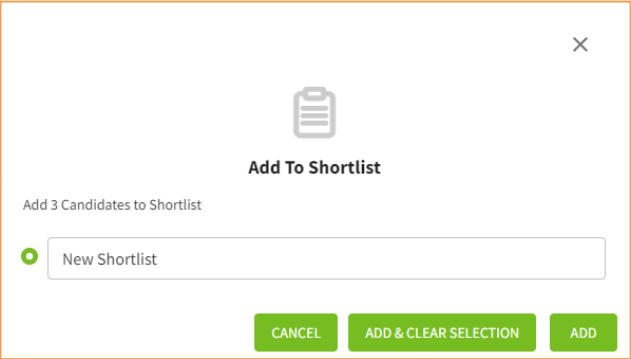 Add To Shortlist
Add 3 Candidates to Shortlist
New Shortlist
CANCEL ADD & CLEAR SELECTION ADD